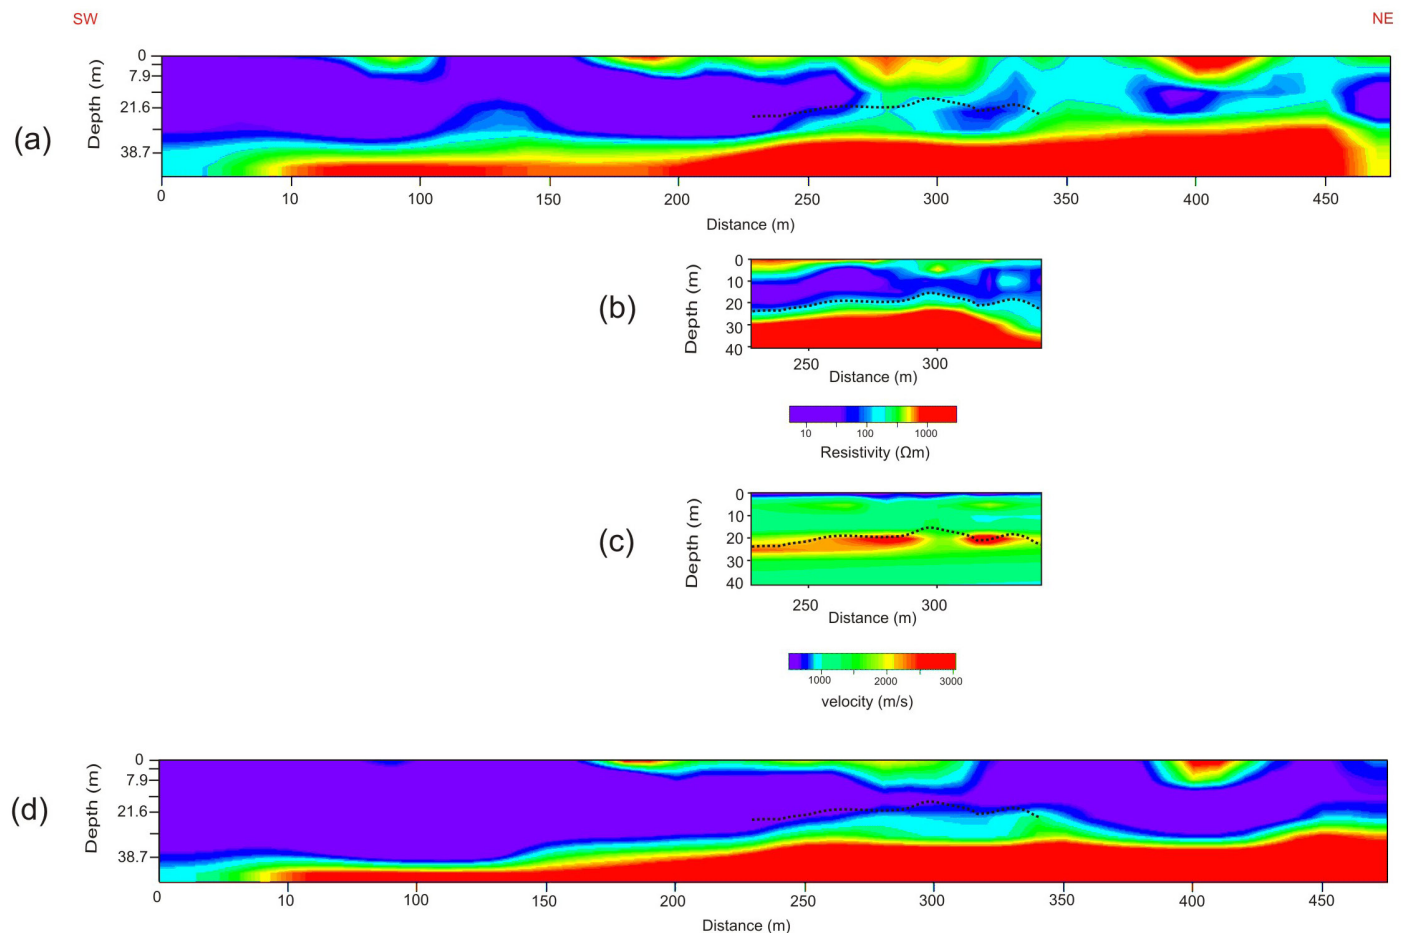 SW NE
(a)
Depth (m)
0
7.9
21.6
38.7
0 10 100 150 200 250 300 350 400 450
Distance (m)
(b)
Depth (m)
0
10
20
30
40
250 300
Distance (m)
10 100 1000
Resistivity (Ωm)
(c)
Depth (m)
0
10
20
30
40
250 300
Distance (m)
1000 2000 3000
velocity (m/s)
(d)
Depth (m)
0
7.9
21.6
38.7
0 10 100 150 200 250 300 350 400 450
Distance (m)